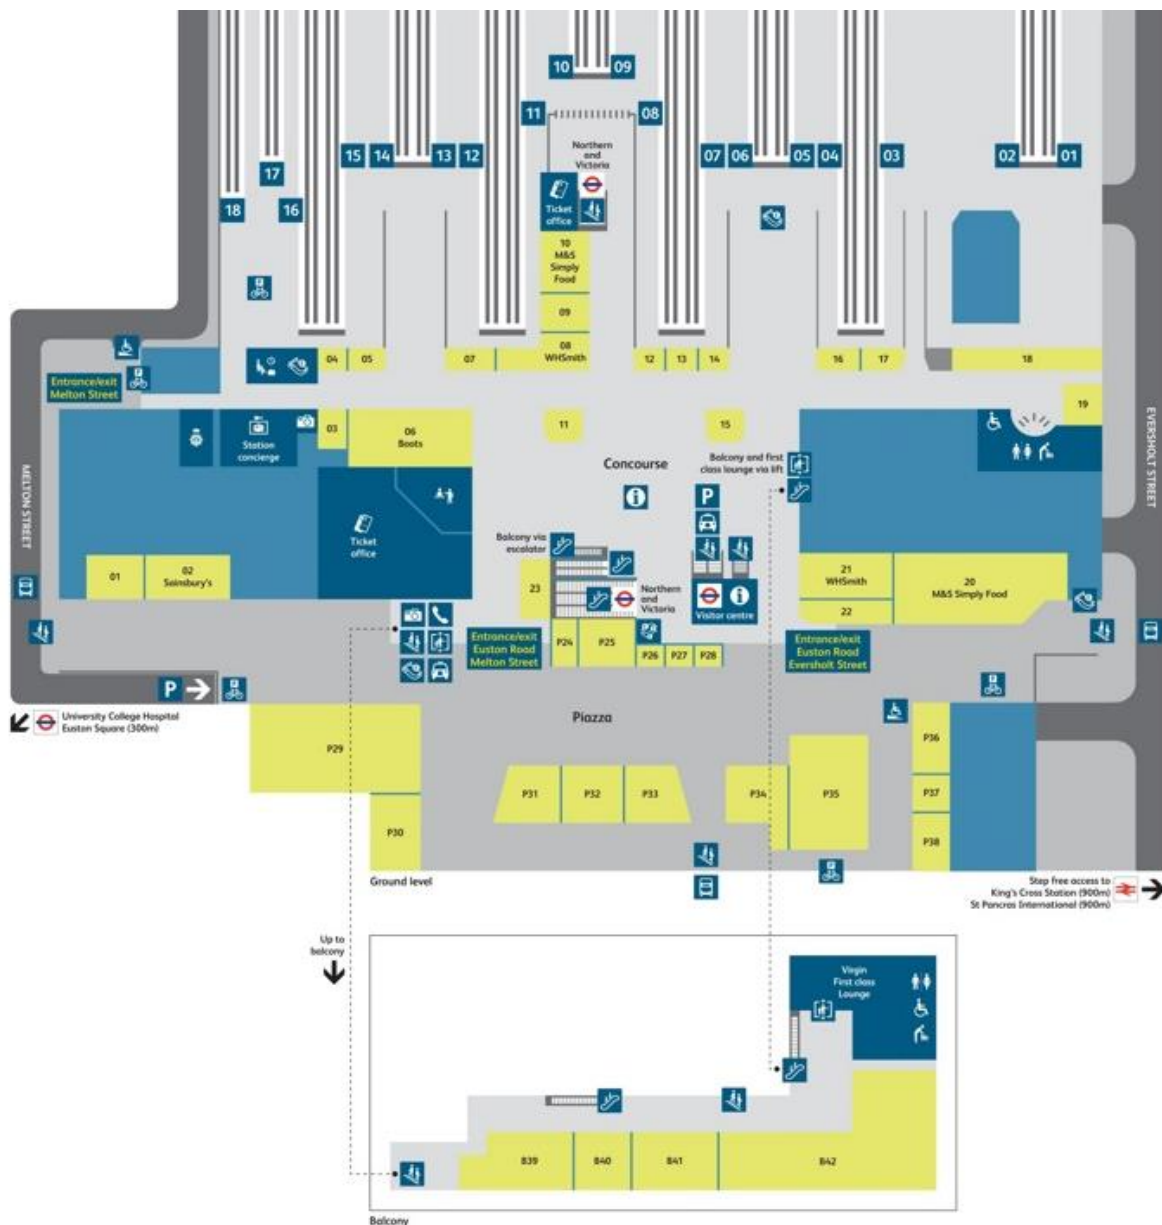 10
09
11
08
Northern
and
Victoria
15
14
13
12
07
06
05
04
03
02
01
17
18
16
Ticket
office
10
M&S
Simply
Food
09
08
WHSmith
04
05
07
12
13
14
16
17
18
19
Entrance/exit
Melton Street
Station
concierge
03
06
Boots
11
15
Concourse
Balcony and first
class lounge via lift
MELTON STREET
EVERSHOLT STREET
Ticket
office
Balcony via
escalator
P
i
01
02
Sainsbury's
23
Northern
and
Victoria
i
Visitor centre
21
WHSmith
20
M&S Simply Food
22
Entrance/exit
Euston Road
Melton Street
P24
P25
P26
P27
P28
Entrance/exit
Euston Road
Eversholt Street
P
University College Hospital
Euston Square (300m)
Piazza
P29
P30
P31
P32
P33
P34
P35
P36
P37
P38
Ground level
Step free access to
King's Cross Station (900m)
St Pancras International (900m)
Up to
balcony
Virgin
First class
Lounge
B39
B40
B41
B42
Balcony